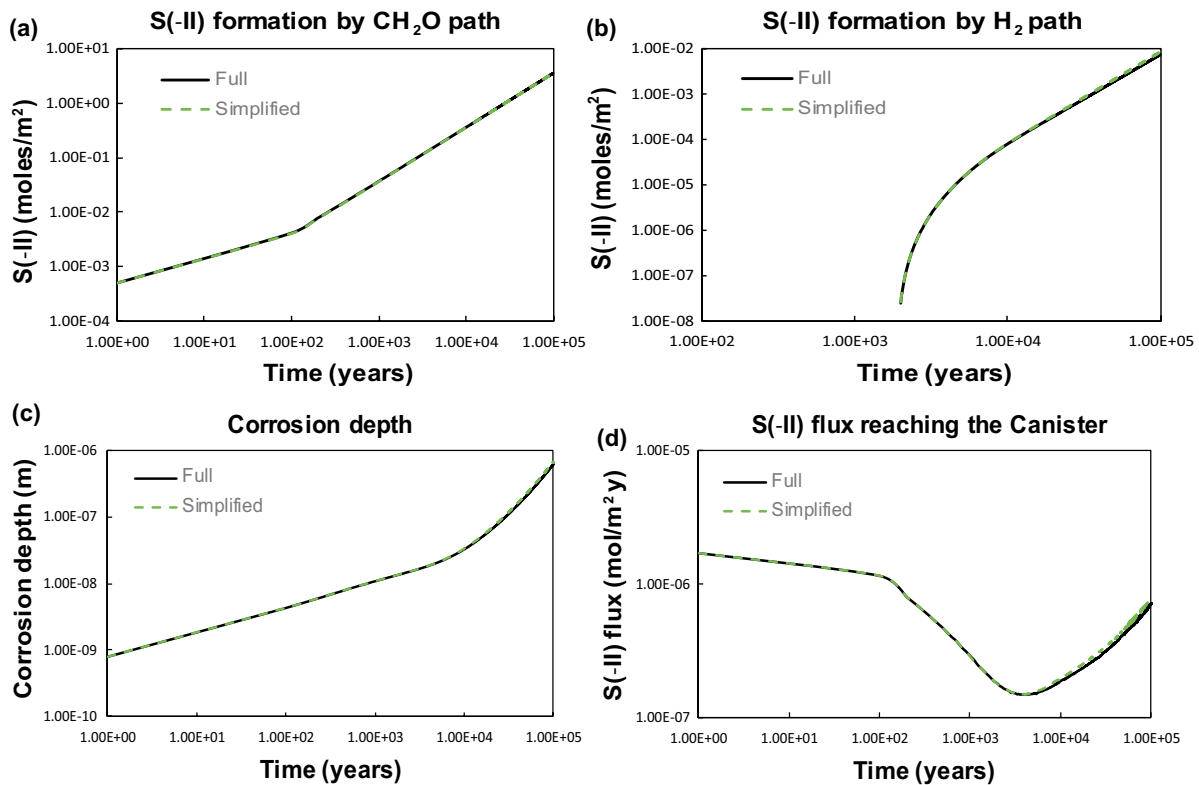 (a) S(-II) formation by CH₂O path
S(-II) (moles/m²)
1.00E+01
1.00E+00
1.00E-01
1.00E-02
1.00E-03
1.00E-04
Full
Simplified
1.00E+00 1.00E+01 1.00E+02 1.00E+03 1.00E+04 1.00E+05
Time (years)
(b) S(-II) formation by H₂ path
S(-II) (moles/m²)
1.00E-02
1.00E-03
1.00E-04
1.00E-05
1.00E-06
1.00E-07
1.00E-08
Full
Simplified
1.00E+02 1.00E+03 1.00E+04 1.00E+05
Time (years)
(c) Corrosion depth
Corrosion depth (m)
1.00E-06
1.00E-07
1.00E-08
1.00E-09
1.00E-10
Full
Simplified
1.00E+00 1.00E+01 1.00E+02 1.00E+03 1.00E+04 1.00E+05
Time (years)
(d) S(-II) flux reaching the Canister
S(-II) flux (mol/m² y)
1.00E-05
1.00E-06
1.00E-07
Full
Simplified
1.00E+00 1.00E+01 1.00E+02 1.00E+03 1.00E+04 1.00E+05
Time (years)